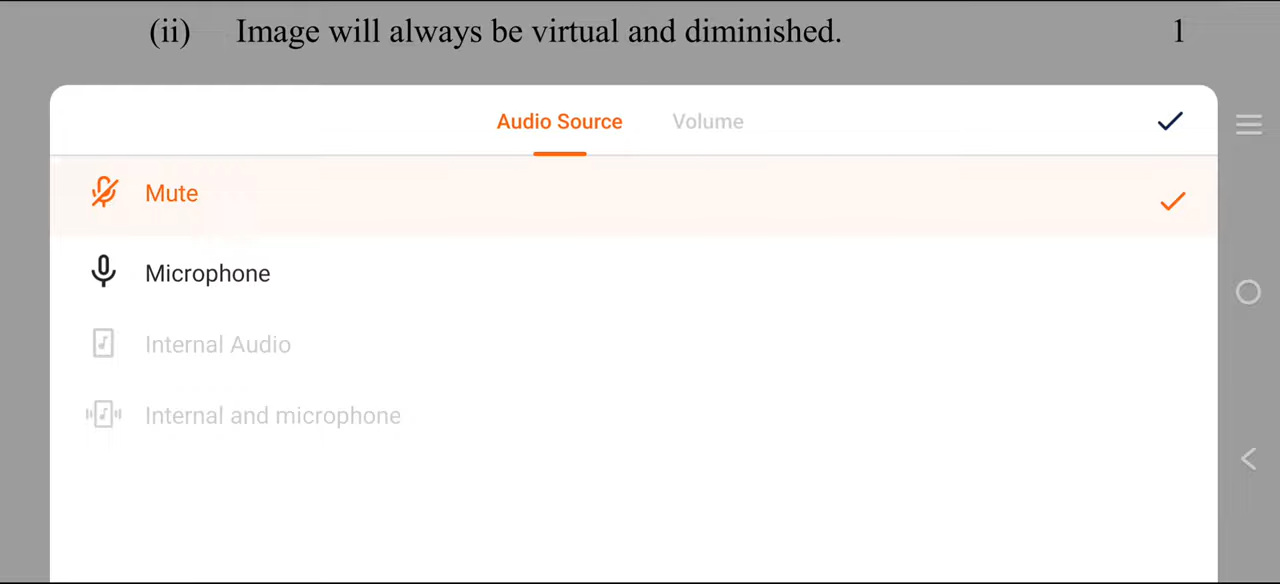 (ii) Image will always be virtual and diminished. 1
Audio Source Volume
Mute
Microphone
Internal Audio
Internal and microphone